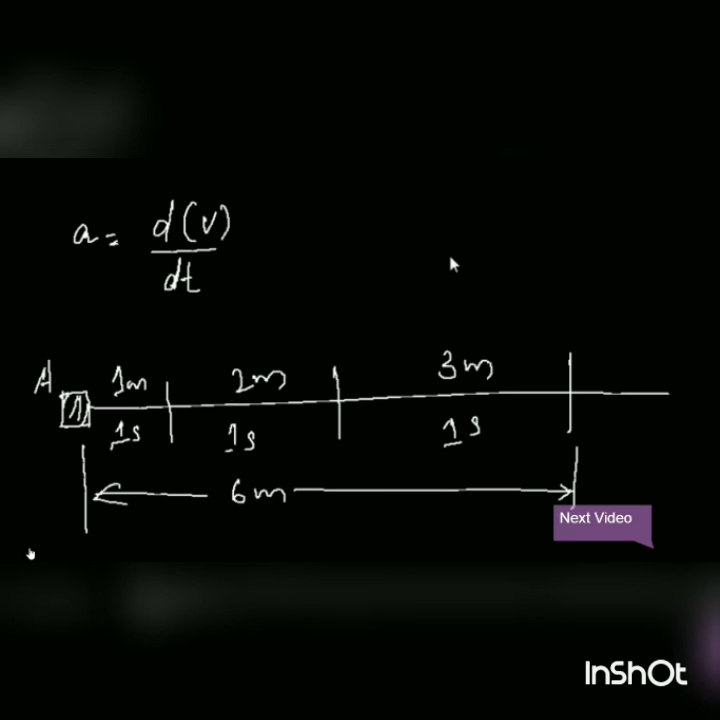 a = d(v)
dt
A 1m 2m 3m
1s 1s 1s
6m
Next Video
InShOt